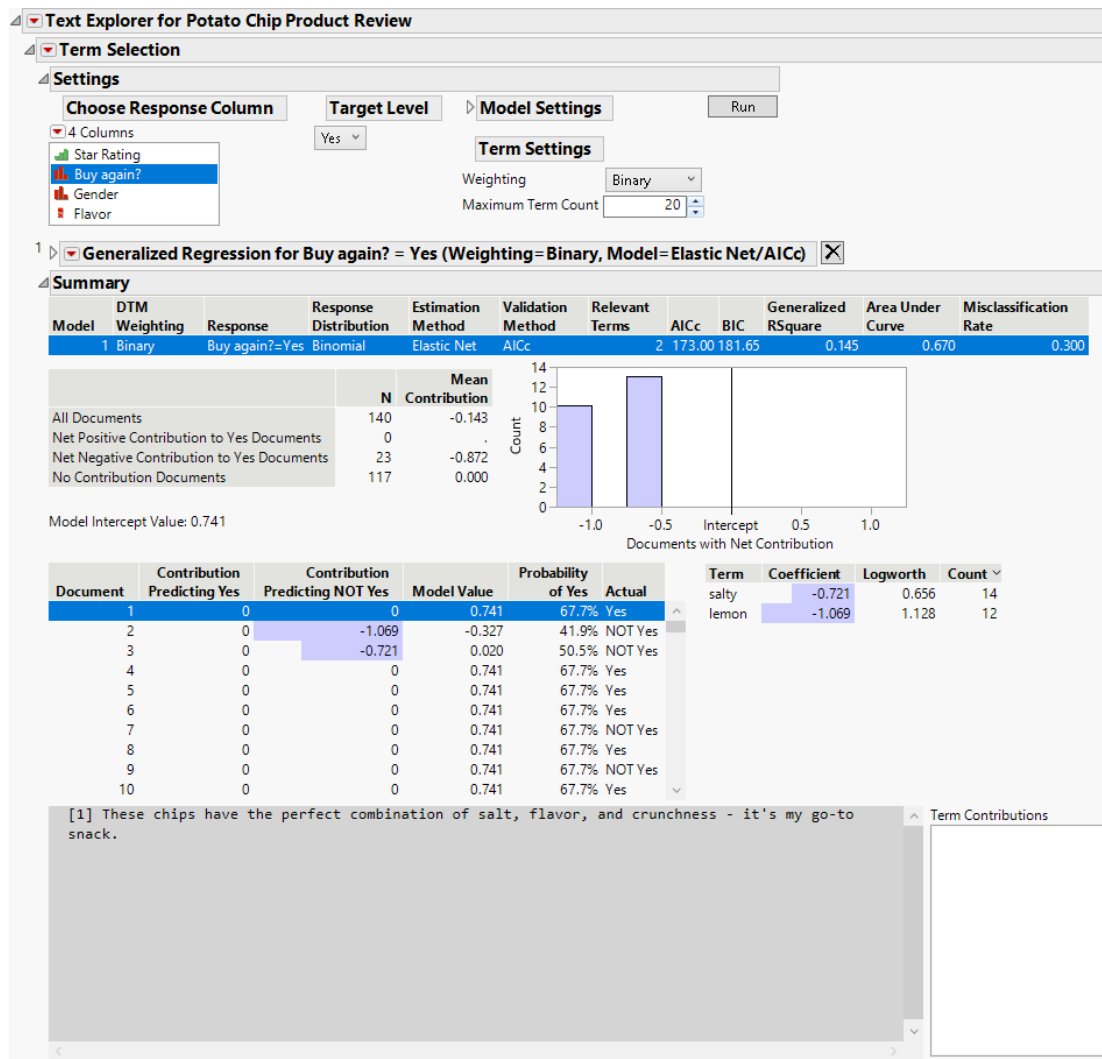 Text Explorer for Potato Chip Product Review
Term Selection
Settings
Choose Response Column Target Level Model Settings Run
4 Columns Yes
Star Rating Term Settings
Buy again? Weighting Binary
Gender Maximum Term Count 20
Flavor
1 Generalized Regression for Buy again? = Yes (Weighting=Binary, Model=Elastic Net/AICc)
Summary
DTM Response Estimation Validation Relevant Generalized Area Under Misclassification
Model Weighting Response Distribution Method Method Terms AICc BIC RSquare Curve Rate
1 Binary Buy again?=Yes Binomial Elastic Net AICc 2 173.00 181.65 0.145 0.670 0.300
Mean
N Contribution
All Documents 140 -0.143
Net Positive Contribution to Yes Documents 0 .
Net Negative Contribution to Yes Documents 23 -0.872
No Contribution Documents 117 0.000
Model Intercept Value: 0.741
14
12
10
8
6
4
2
0
Count
-1.0 -0.5 Intercept 0.5 1.0
Documents with Net Contribution
Contribution Contribution Probability
Document Predicting Yes Predicting NOT Yes Model Value of Yes Actual
1 0 0 0.741 67.7% Yes
2 0 -1.069 -0.327 41.9% NOT Yes
3 0 -0.721 0.020 50.5% NOT Yes
4 0 0 0.741 67.7% Yes
5 0 0 0.741 67.7% Yes
6 0 0 0.741 67.7% Yes
7 0 0 0.741 67.7% NOT Yes
8 0 0 0.741 67.7% Yes
9 0 0 0.741 67.7% NOT Yes
10 0 0 0.741 67.7% Yes
Term Coefficient Logworth Count
salty -0.721 0.656 14
lemon -1.069 1.128 12
[1] These chips have the perfect combination of salt, flavor, and crunchness - it's my go-to
snack.
Term Contributions